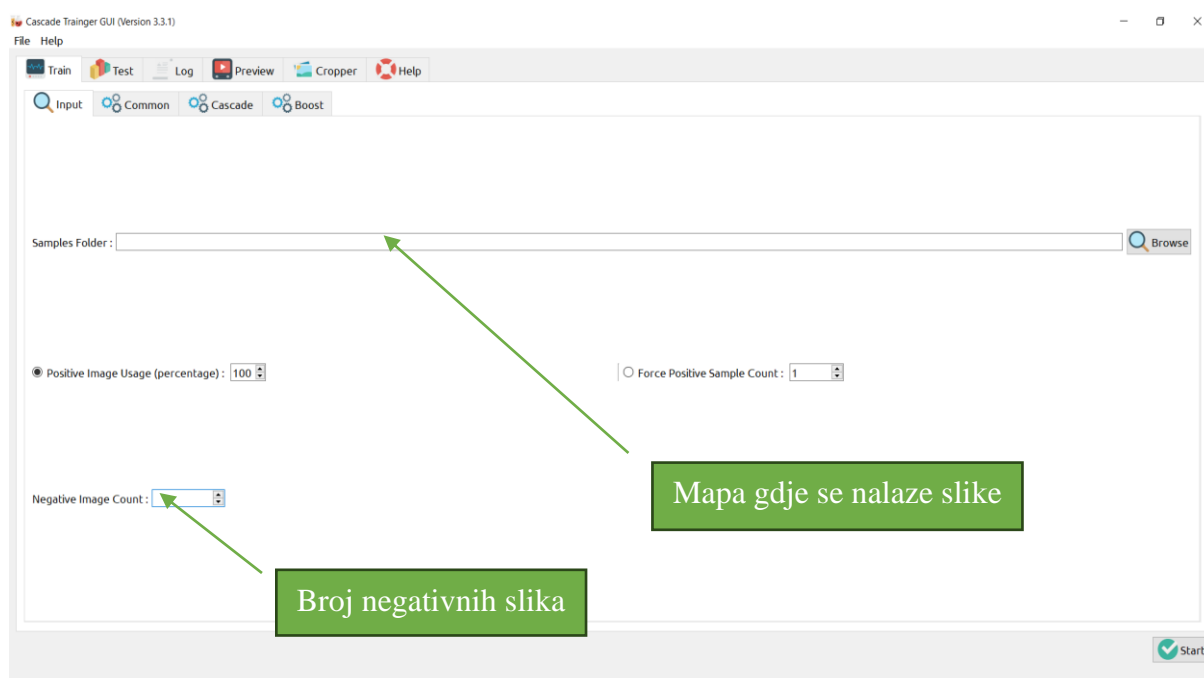 Cascade Trainger GUI (Version 3.3.1)
File Help
Train Test Log Preview Cropper Help
Input Common Cascade Boost
Samples Folder : Browse
Positive Image Usage (percentage) : 100 Force Positive Sample Count : 1
Mapa gdje se nalaze slike
Negative Image Count :
Broj negativnih slika
Start